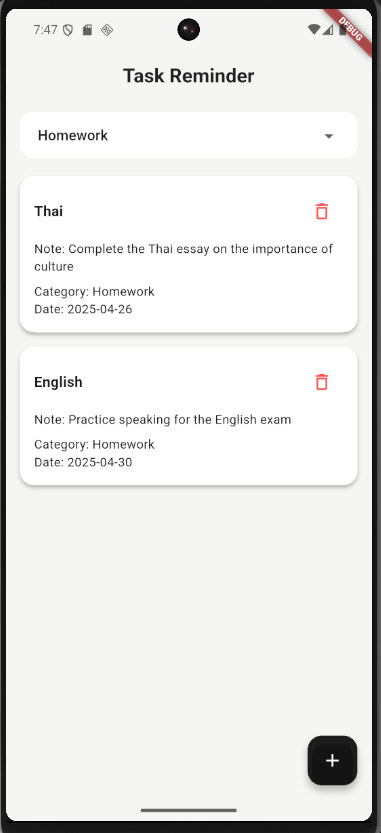 7:47
DEBUG
Task Reminder
Homework
Thai
Note: Complete the Thai essay on the importance of
culture
Category: Homework
Date: 2025-04-26
English
Note: Practice speaking for the English exam
Category: Homework
Date: 2025-04-30
+